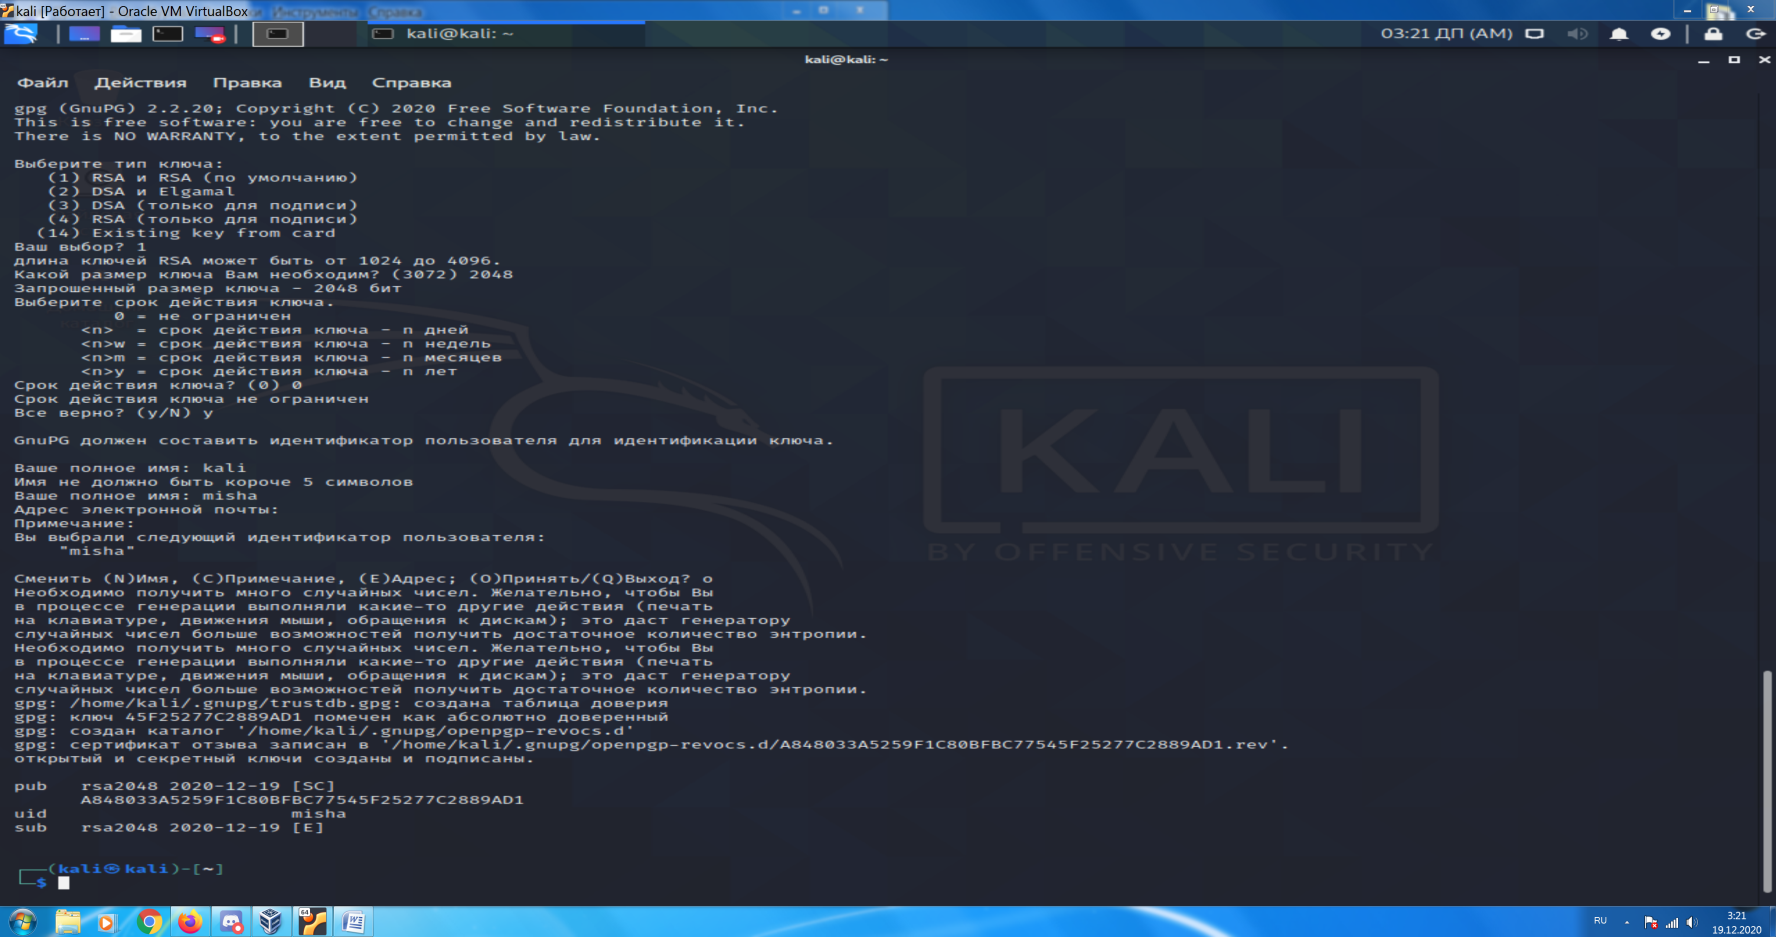 kali [Работает] - Oracle VM VirtualBox
Инструменты Справка
kali@kali: ~
03:21 ДП (AM)
kali@kali: ~
Файл Действия Правка Вид Справка
gpg (GnuPG) 2.2.20; Copyright (C) 2020 Free Software Foundation, Inc.
This is free software: you are free to change and redistribute it.
There is NO WARRANTY, to the extent permitted by law.
Выберите тип ключа:
(1) RSA и RSA (по умолчанию)
(2) DSA и Elgamal
(3) DSA (только для подписи)
(4) RSA (только для подписи)
(14) Existing key from card
Ваш выбор? 1
длина ключей RSA может быть от 1024 до 4096.
Какой размер ключа Вам необходим? (3072) 2048
Запрошенный размер ключа - 2048 бит
Выберите срок действия ключа.
0 = не ограничен
<n> = срок действия ключа - n дней
<n>w = срок действия ключа - n недель
<n>m = срок действия ключа - n месяцев
<n>y = срок действия ключа - n лет
Срок действия ключа? (0) 0
Срок действия ключа не ограничен
Все верно? (y/N) y
GnuPG должен составить идентификатор пользователя для идентификации ключа.
Ваше полное имя: kali
Имя не должно быть короче 5 символов
Ваше полное имя: misha
Адрес электронной почты:
Примечание:
Вы выбрали следующий идентификатор пользователя:
"misha"
Сменить (N)Имя, (C)Примечание, (E)Адрес; (O)Принять/(Q)Выход? o
Необходимо получить много случайных чисел. Желательно, чтобы Вы
в процессе генерации выполняли какие-то другие действия (печать
на клавиатуре, движения мыши, обращения к дискам); это даст генератору
случайных чисел больше возможностей получить достаточное количество энтропии.
Необходимо получить много случайных чисел. Желательно, чтобы Вы
в процессе генерации выполняли какие-то другие действия (печать
на клавиатуре, движения мыши, обращения к дискам); это даст генератору
случайных чисел больше возможностей получить достаточное количество энтропии.
gpg: /home/kali/.gnupg/trustdb.gpg: создана таблица доверия
gpg: ключ 45F25277C2889AD1 помечен как абсолютно доверенный
gpg: создан каталог '/home/kali/.gnupg/openpgp-revocs.d'
gpg: сертификат отзыва записан в '/home/kali/.gnupg/openpgp-revocs.d/A848033A5259F1C80BFBC77545F25277C2889AD1.rev'.
открытый и секретный ключи созданы и подписаны.
pub rsa2048 2020-12-19 [SC]
A848033A5259F1C80BFBC77545F25277C2889AD1
uid misha
sub rsa2048 2020-12-19 [E]
(kali㉿kali)-[~]
$
KALI
BY OFFENSIVE SECURITY
64
RU
3:21
19.12.2020